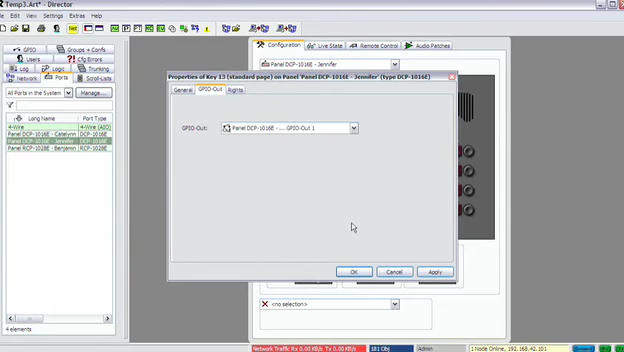 Temp3.Art* - Director
Edit View Settings Extras Help
Net
GPIO Groups + Confs
Users Cfg Errors
Log Logic Trunking
Network Ports Scroll-Lists
All Ports in the System Manage...
Long Name Port Type
4-Wire 4-Wire (AIO)
Panel DCP-1016E - Catelynn DCP-1016E
Panel DCP-1016E - Jennifer DCP-1016E
Panel RCP-1028E - Benjamin RCP-1028E
4 elements
Configuration Live State Remote Control Audio Patches
Panel DCP-1016E - Jennifer
Properties of Key 13 (standard page) on Panel 'Panel DCP-1016E - Jennifer' (type DCP-1016E)
General GPIO-Out Rights
GPIO-Out: Panel DCP-1016E - ... GPIO-Out 1
OK Cancel Apply
<no selection>
Network Traffic Rx 0.00 KB/s Tx 0.00 KB/s 181 Obj Admin 1 Node Online, 192.168.42.101